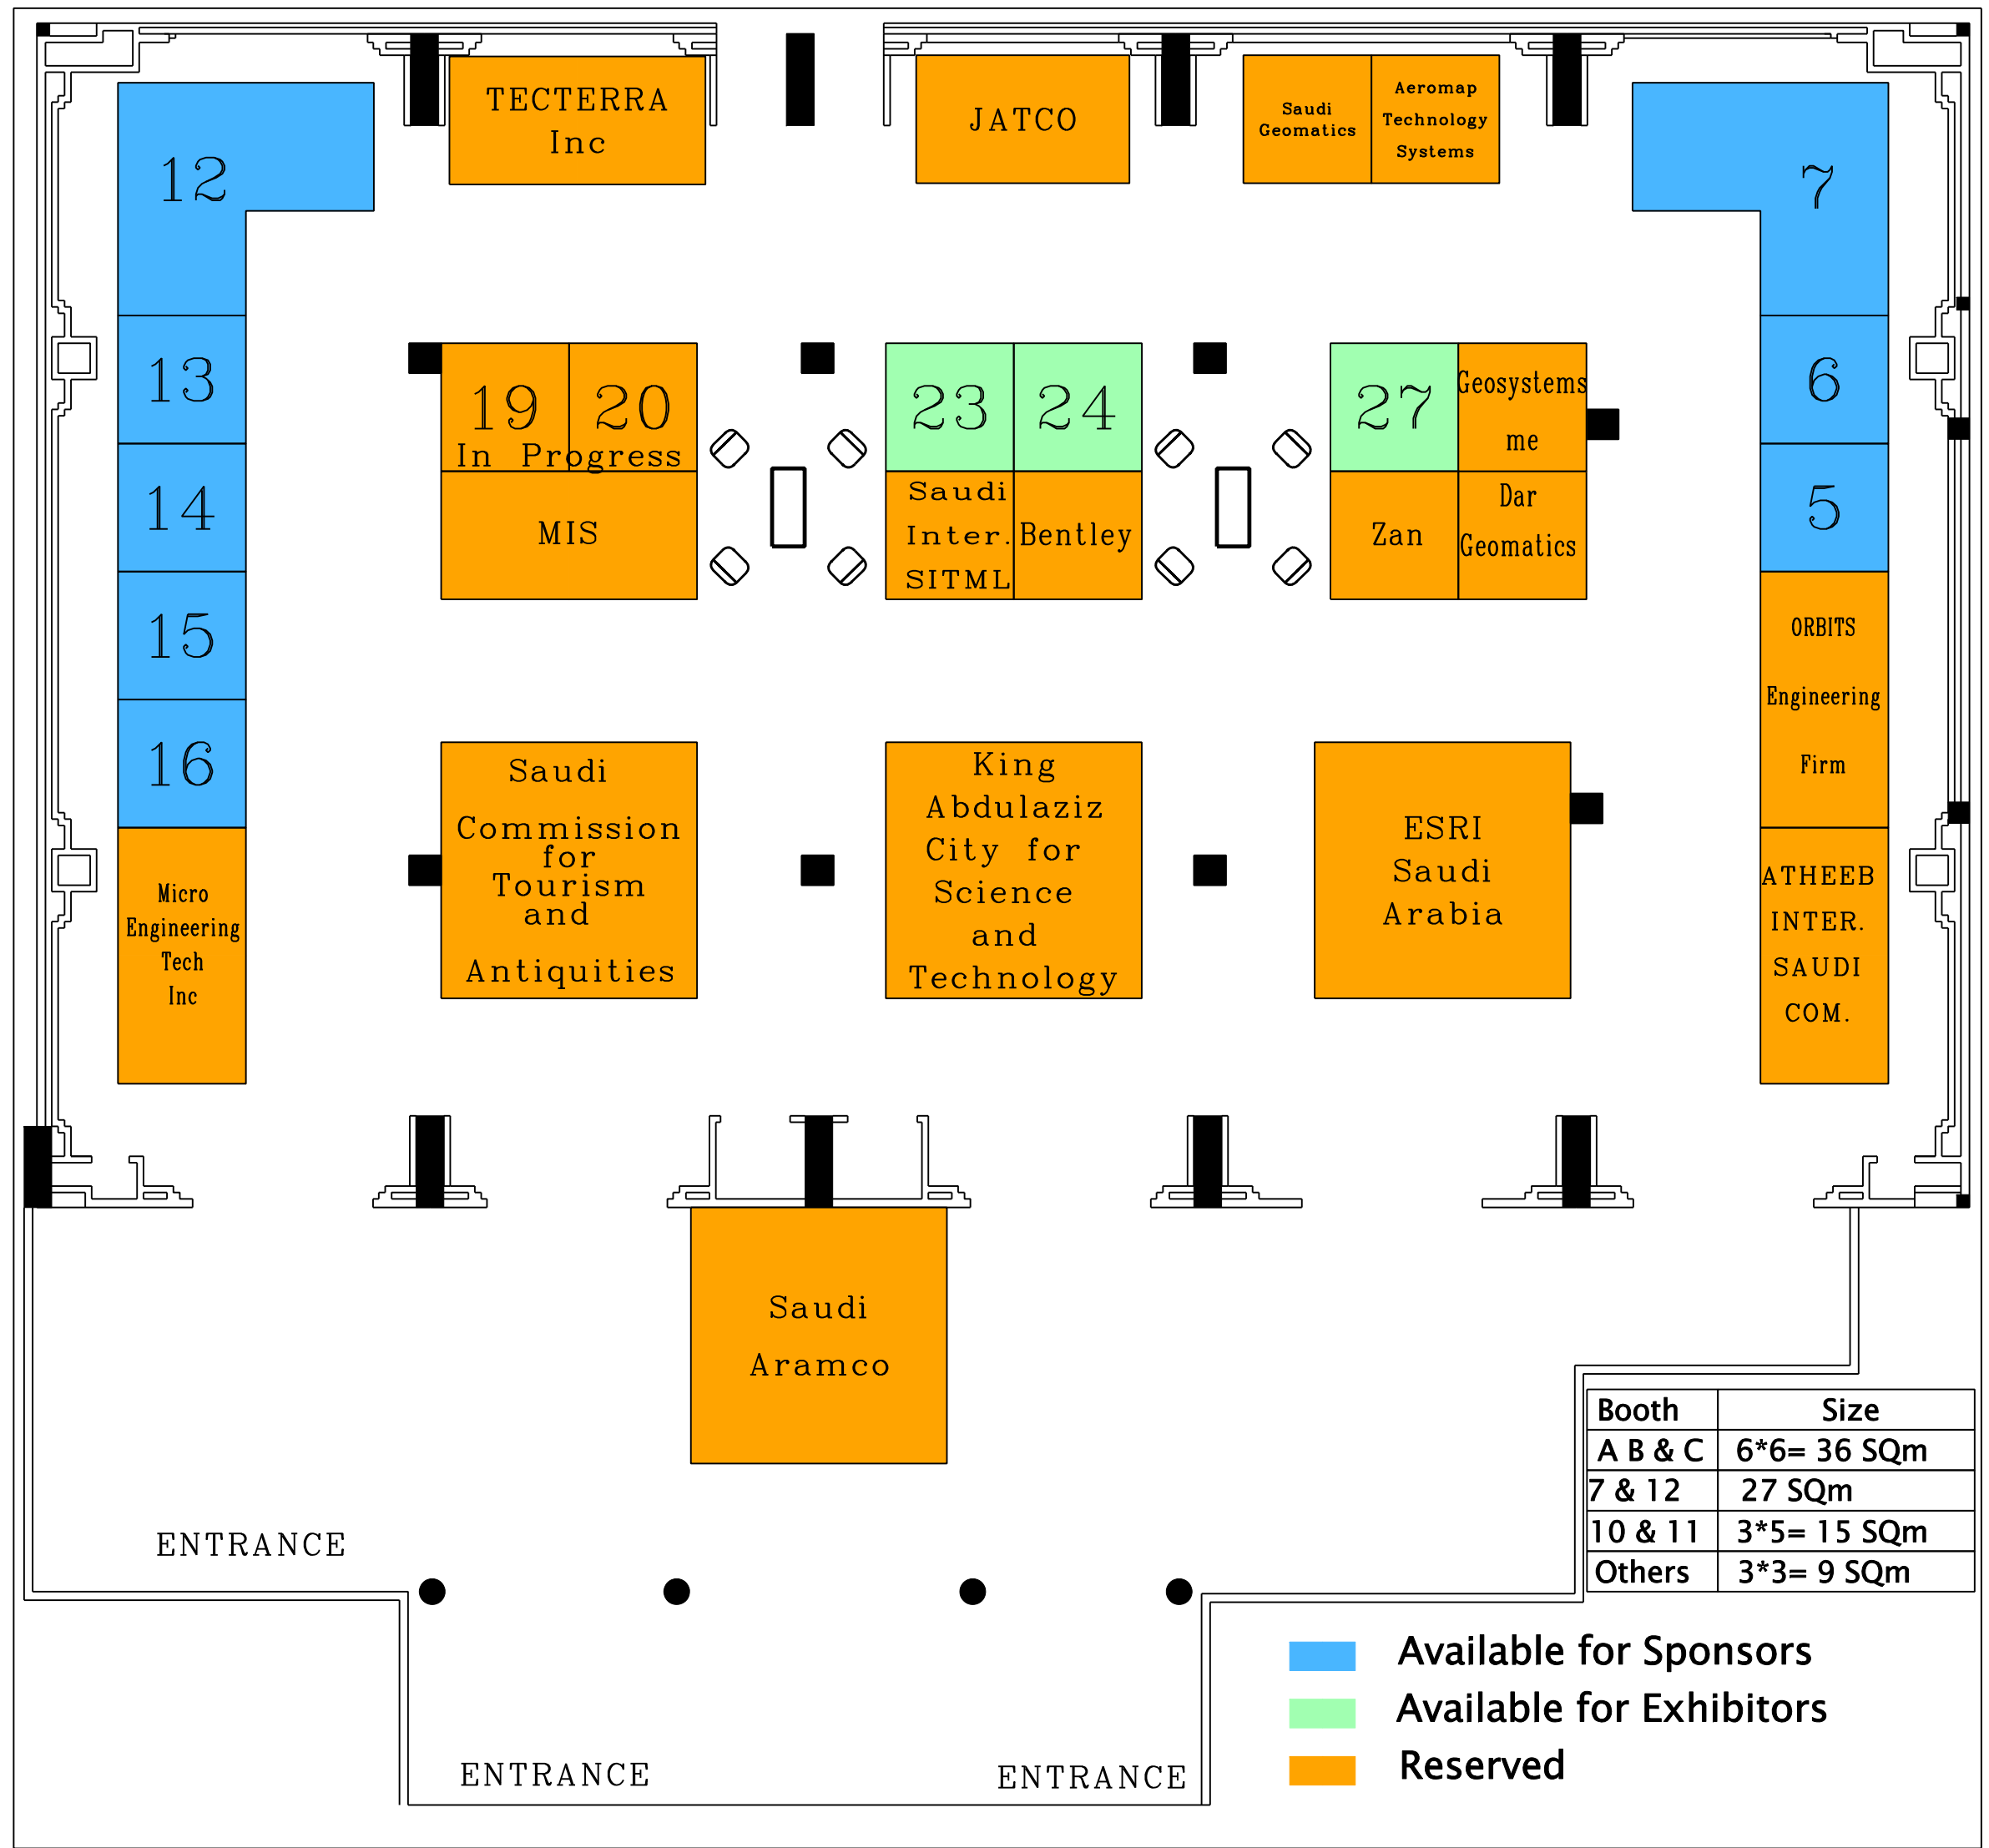 TECTERRA
Inc
JATCO
Saudi
Geomatics
Aeromap
Technology
Systems
12
7
13
6
19
20
In Progress
23
24
27
Geosystems
me
14
5
MIS
Saudi
Inter.
SITML
Bentley
Zan
Dar
Geomatics
15
ORBITS
Engineering
Firm
16
Saudi
Commission
for
Tourism
and
Antiquities
King
Abdulaziz
City for
Science
and
Technology
ESRI
Saudi
Arabia
Micro
Engineering
Tech
Inc
ATHEEB
INTER.
SAUDI
COM.
Saudi
Aramco
Booth Size
A B & C 6*6= 36 SQm
7 & 12 27 SQm
10 & 11 3*5= 15 SQm
Others 3*3= 9 SQm
ENTRANCE
ENTRANCE
ENTRANCE
Available for Sponsors
Available for Exhibitors
Reserved